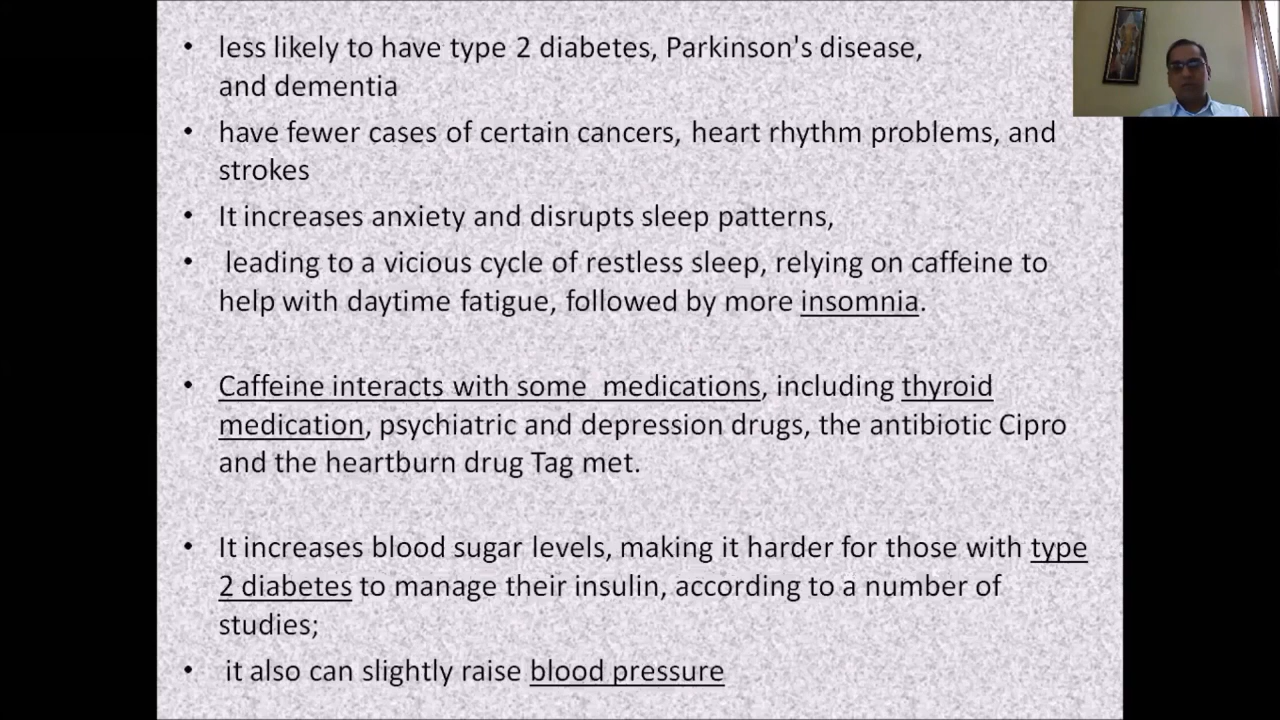 • less likely to have type 2 diabetes, Parkinson's disease,
and dementia
• have fewer cases of certain cancers, heart rhythm problems, and
strokes
• It increases anxiety and disrupts sleep patterns,
• leading to a vicious cycle of restless sleep, relying on caffeine to
help with daytime fatigue, followed by more insomnia.
• Caffeine interacts with some  medications, including thyroid
medication, psychiatric and depression drugs, the antibiotic Cipro
and the heartburn drug Tag met.
• It increases blood sugar levels, making it harder for those with type
2 diabetes to manage their insulin, according to a number of
studies;
• it also can slightly raise blood pressure